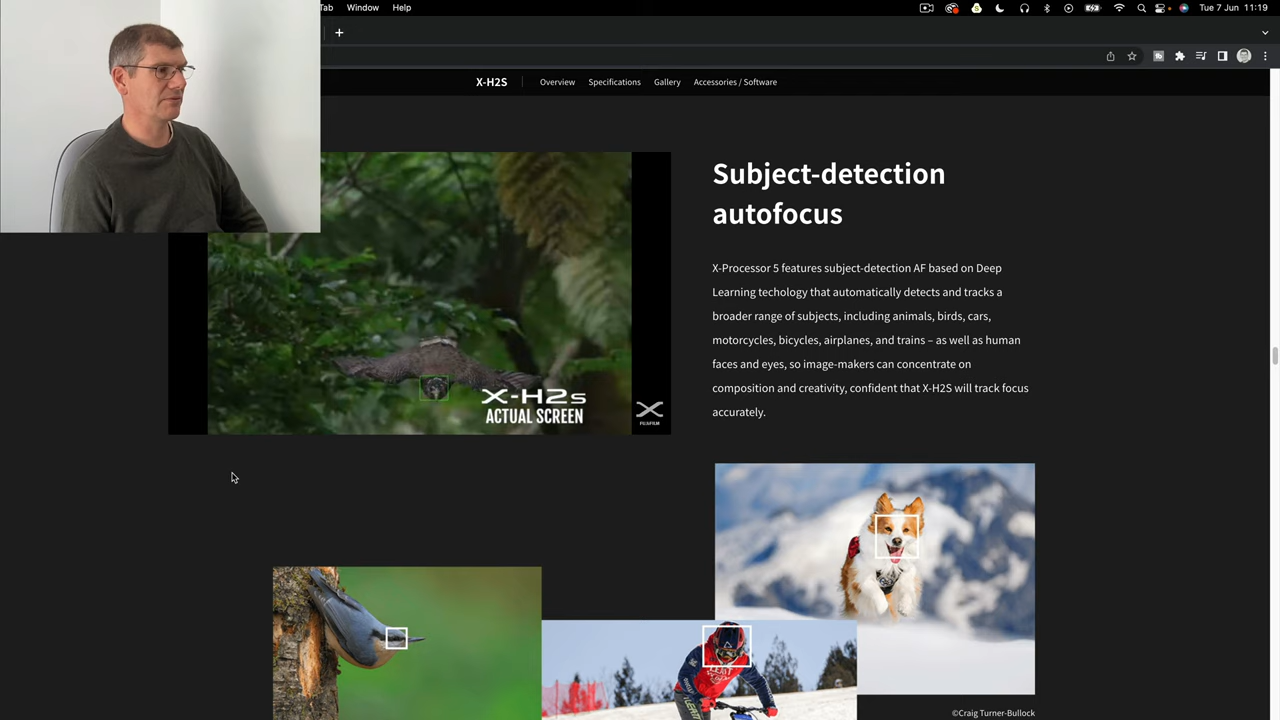 Tab Window Help
Tue 7 Jun 11:19
X-H2S
Overview
Specifications
Gallery
Accessories / Software
Subject-detection
autofocus
X-Processor 5 features subject-detection AF based on Deep
Learning techology that automatically detects and tracks a
broader range of subjects, including animals, birds, cars,
motorcycles, bicycles, airplanes, and trains – as well as human
faces and eyes, so image-makers can concentrate on
composition and creativity, confident that X-H2S will track focus
accurately.
X-H2s
ACTUAL SCREEN
FUJIFILM
©Craig Turner-Bullock